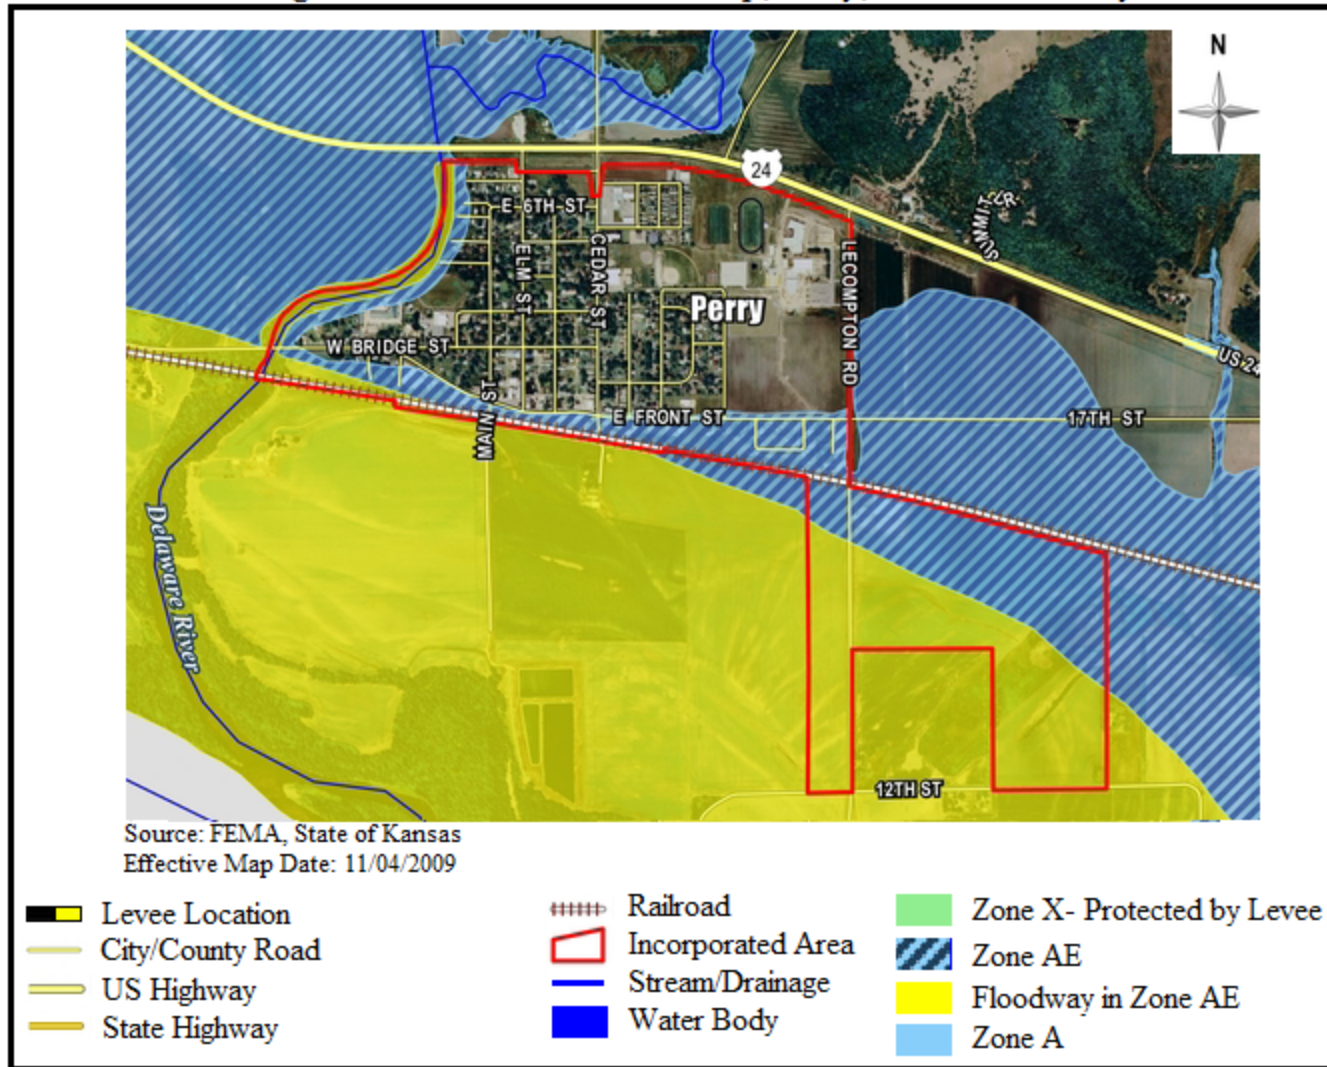 N
24
SUMMIT CR.
E 6TH ST
ELM ST
CEDAR ST
LECOMPTON RD
Perry
W BRIDGE ST
US 24
MAIN ST
E FRONT ST
17TH ST
Delaware River
12TH ST
Source: FEMA, State of Kansas
Effective Map Date: 11/04/2009
Levee Location
City/County Road
US Highway
State Highway
Railroad
Incorporated Area
Stream/Drainage
Water Body
Zone X- Protected by Levee
Zone AE
Floodway in Zone AE
Zone A